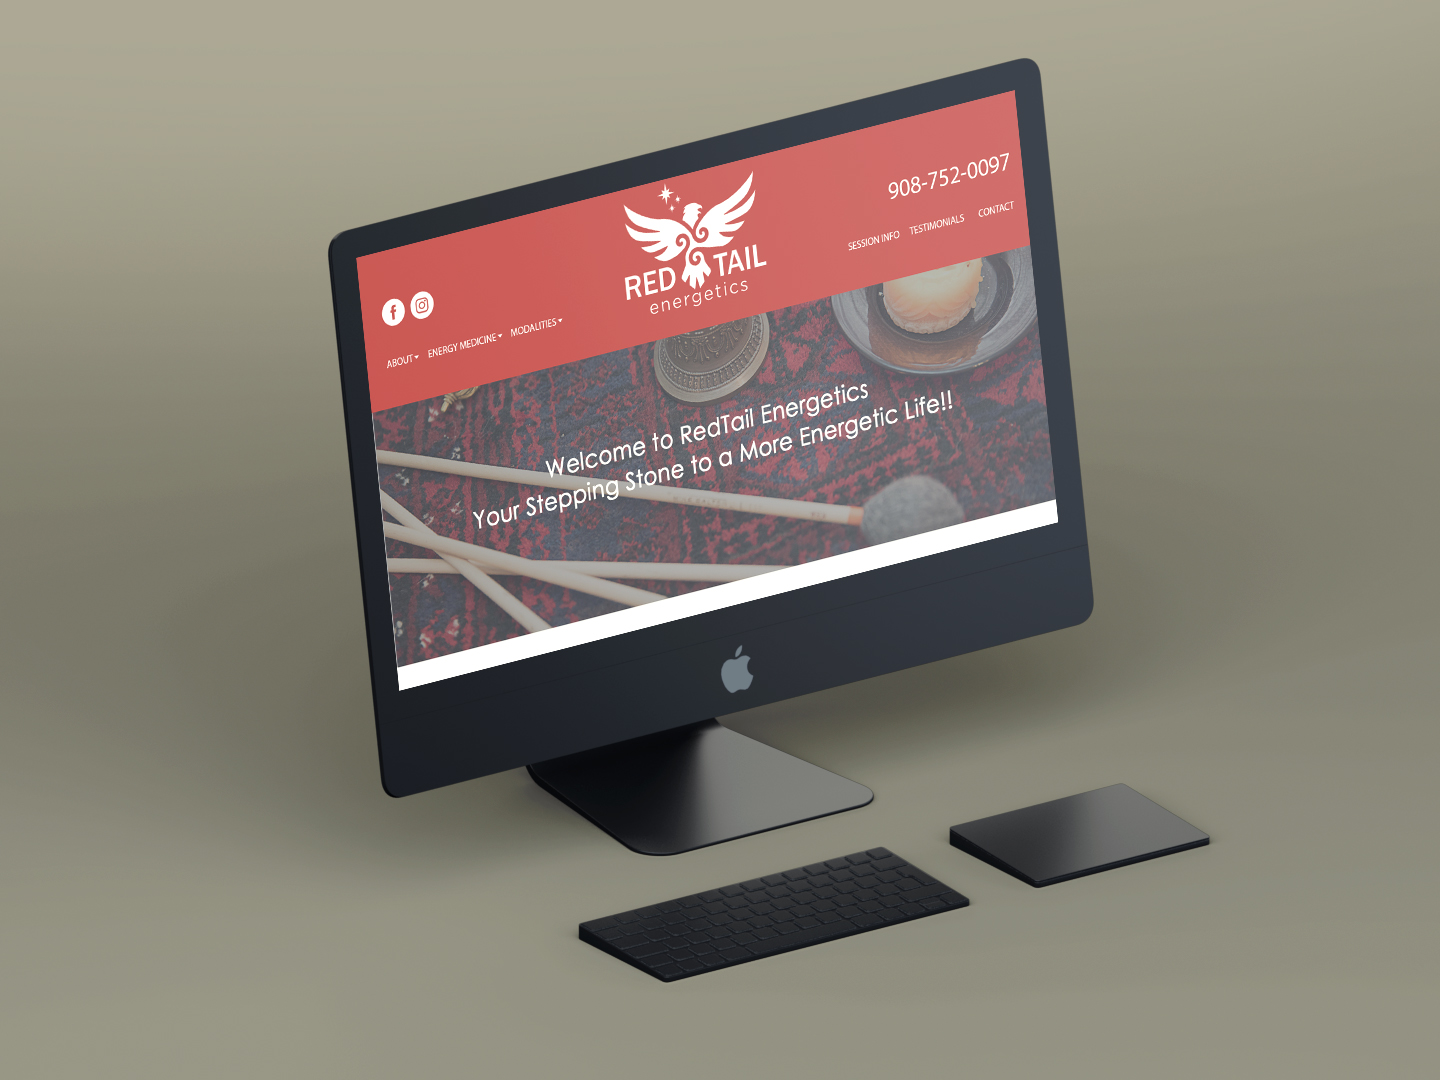 908-752-0097
RED TAIL
energetics
SESSION INFO TESTIMONIALS CONTACT
ABOUT ENERGY MEDICINE MODALITIES
Welcome to RedTail Energetics
Your Stepping Stone to a More Energetic Life!!